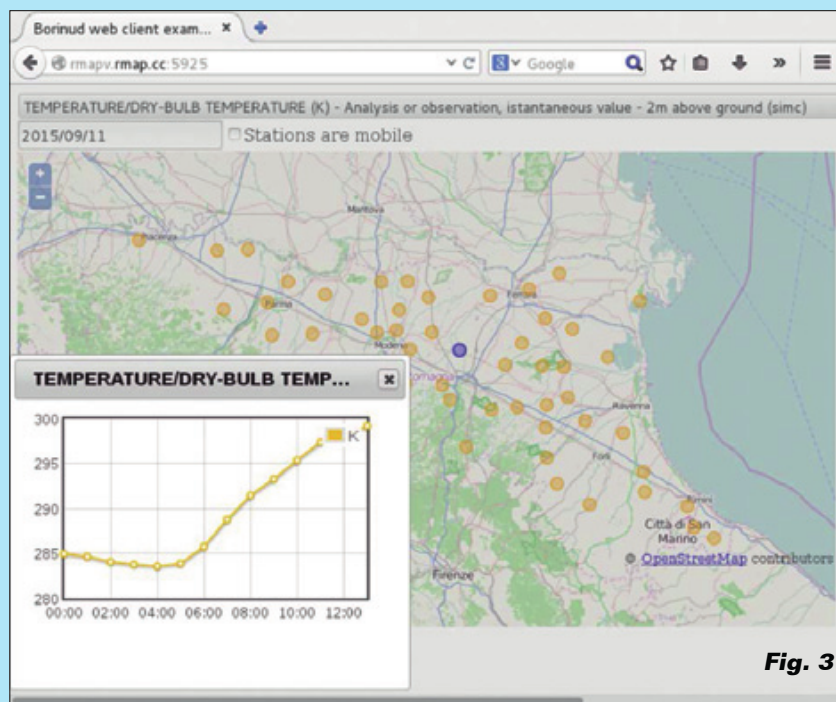 Borinud web client exam...
rmapv.rmap.cc:5925
Google
TEMPERATURE/DRY-BULB TEMPERATURE (K) - Analysis or observation, istantaneous value - 2m above ground (simc)
2015/09/11
Stations are mobile
+
-
Mantova
Piacenza
Ferrara
Parma
Modena
omagna
Ravenna
Forlì
Rimini
Città di San
Marino
© OpenStreetMap contributors
Firenze
TEMPERATURE/DRY-BULB TEMP...
300
K
295
290
285
280
00:00 02:00 04:00 06:00 08:00 10:00 12:00
Fig. 3